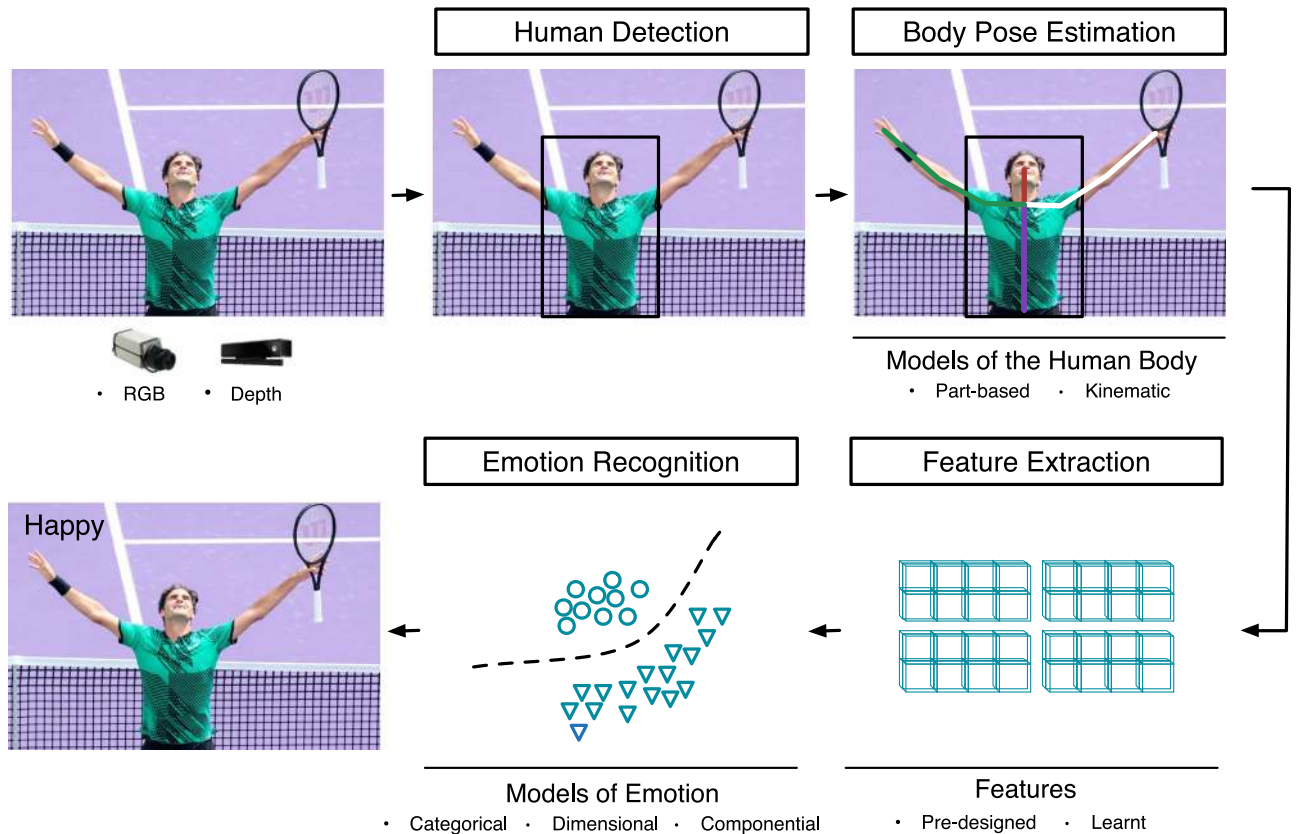 Human Detection
Body Pose Estimation
• RGB • Depth
Models of the Human Body
• Part-based • Kinematic
Emotion Recognition
Feature Extraction
Happy
Models of Emotion
• Categorical • Dimensional • Componential
Features
• Pre-designed • Learnt